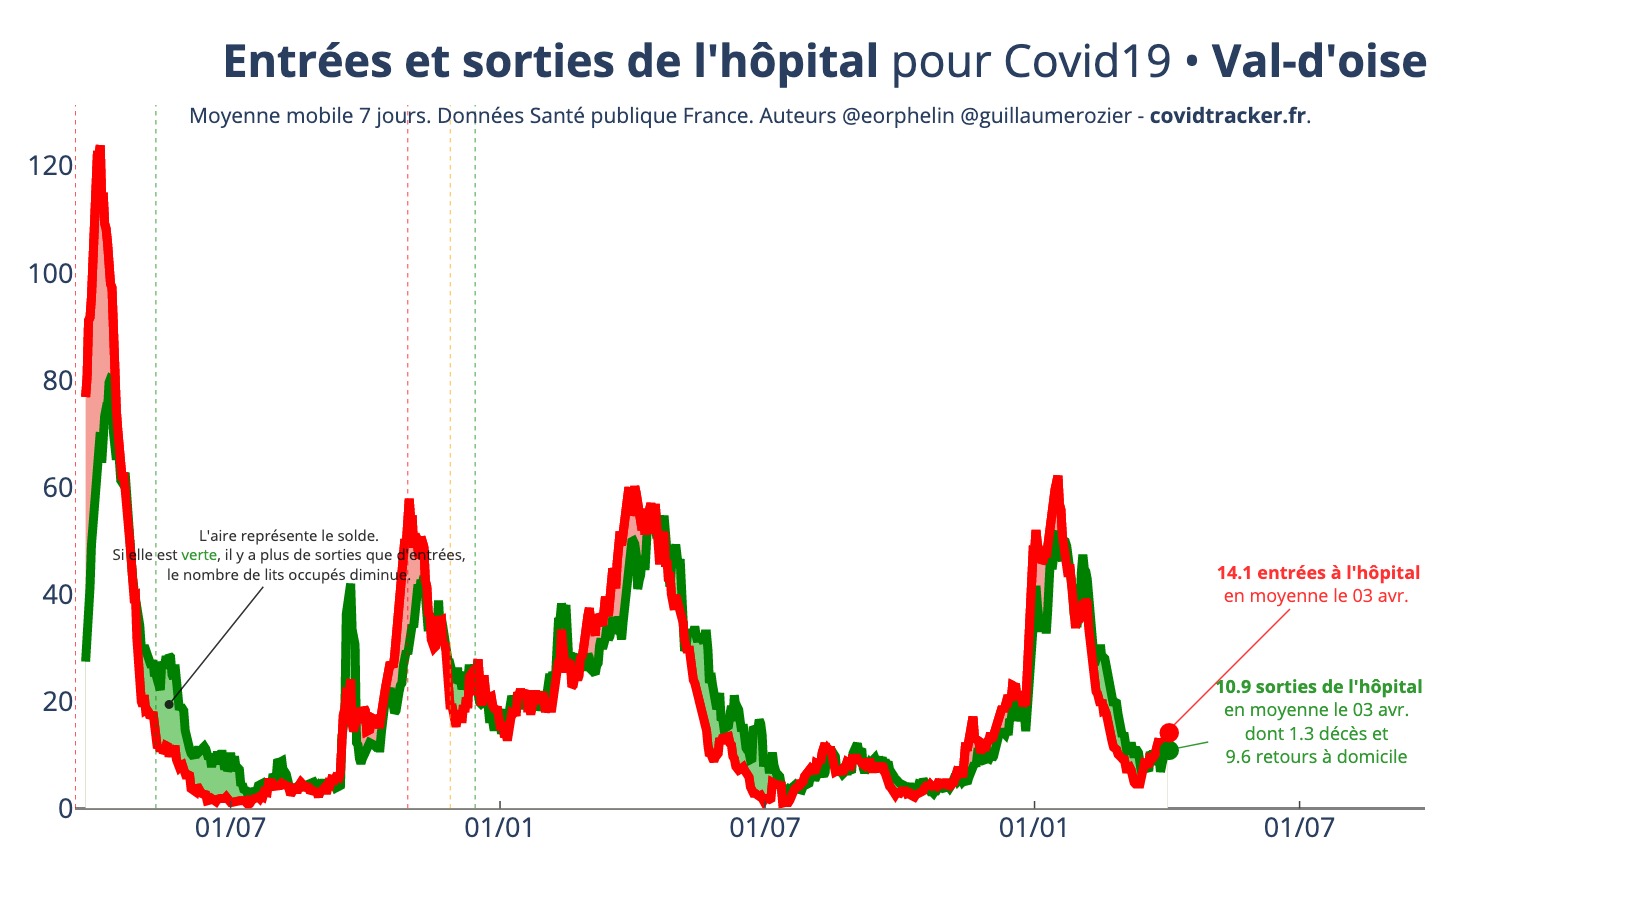 Entrées et sorties de l'hôpital pour Covid19 • Val-d'oise
Moyenne mobile 7 jours. Données Santé publique France. Auteurs @eorphelin @guillaumerozier - covidtracker.fr.
120
100
80
60
40
20
0
L'aire représente le solde.
Si elle est verte, il y a plus de sorties que d'entrées,
le nombre de lits occupés diminue.
14.1 entrées à l'hôpital
en moyenne le 03 avr.
10.9 sorties de l'hôpital
en moyenne le 03 avr.
dont 1.3 décès et
9.6 retours à domicile
01/07
01/01
01/07
01/01
01/07